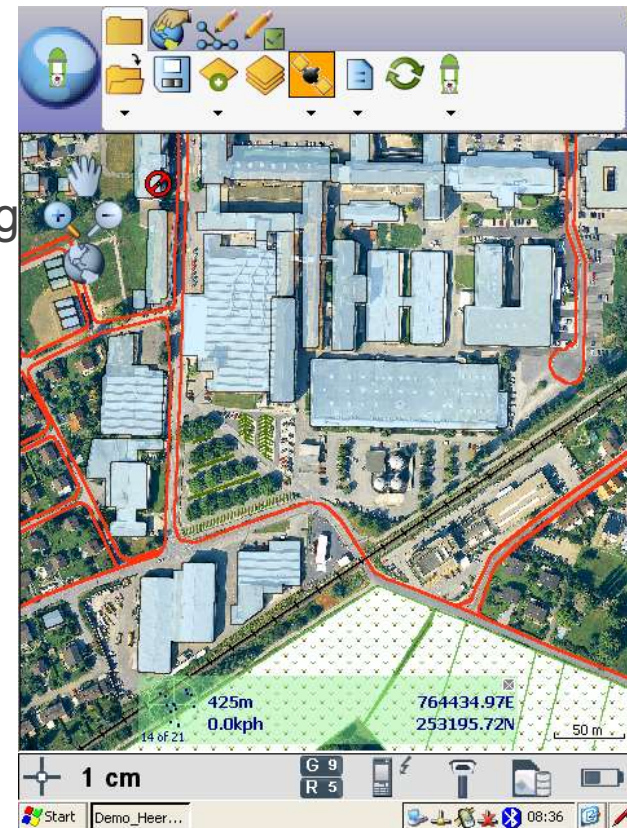 g
425m
764434.97E
0.0kph
253195.72N
14 of 21
50 m
1 cm
G 9
R 5
Start
Demo_Heer...
08:36